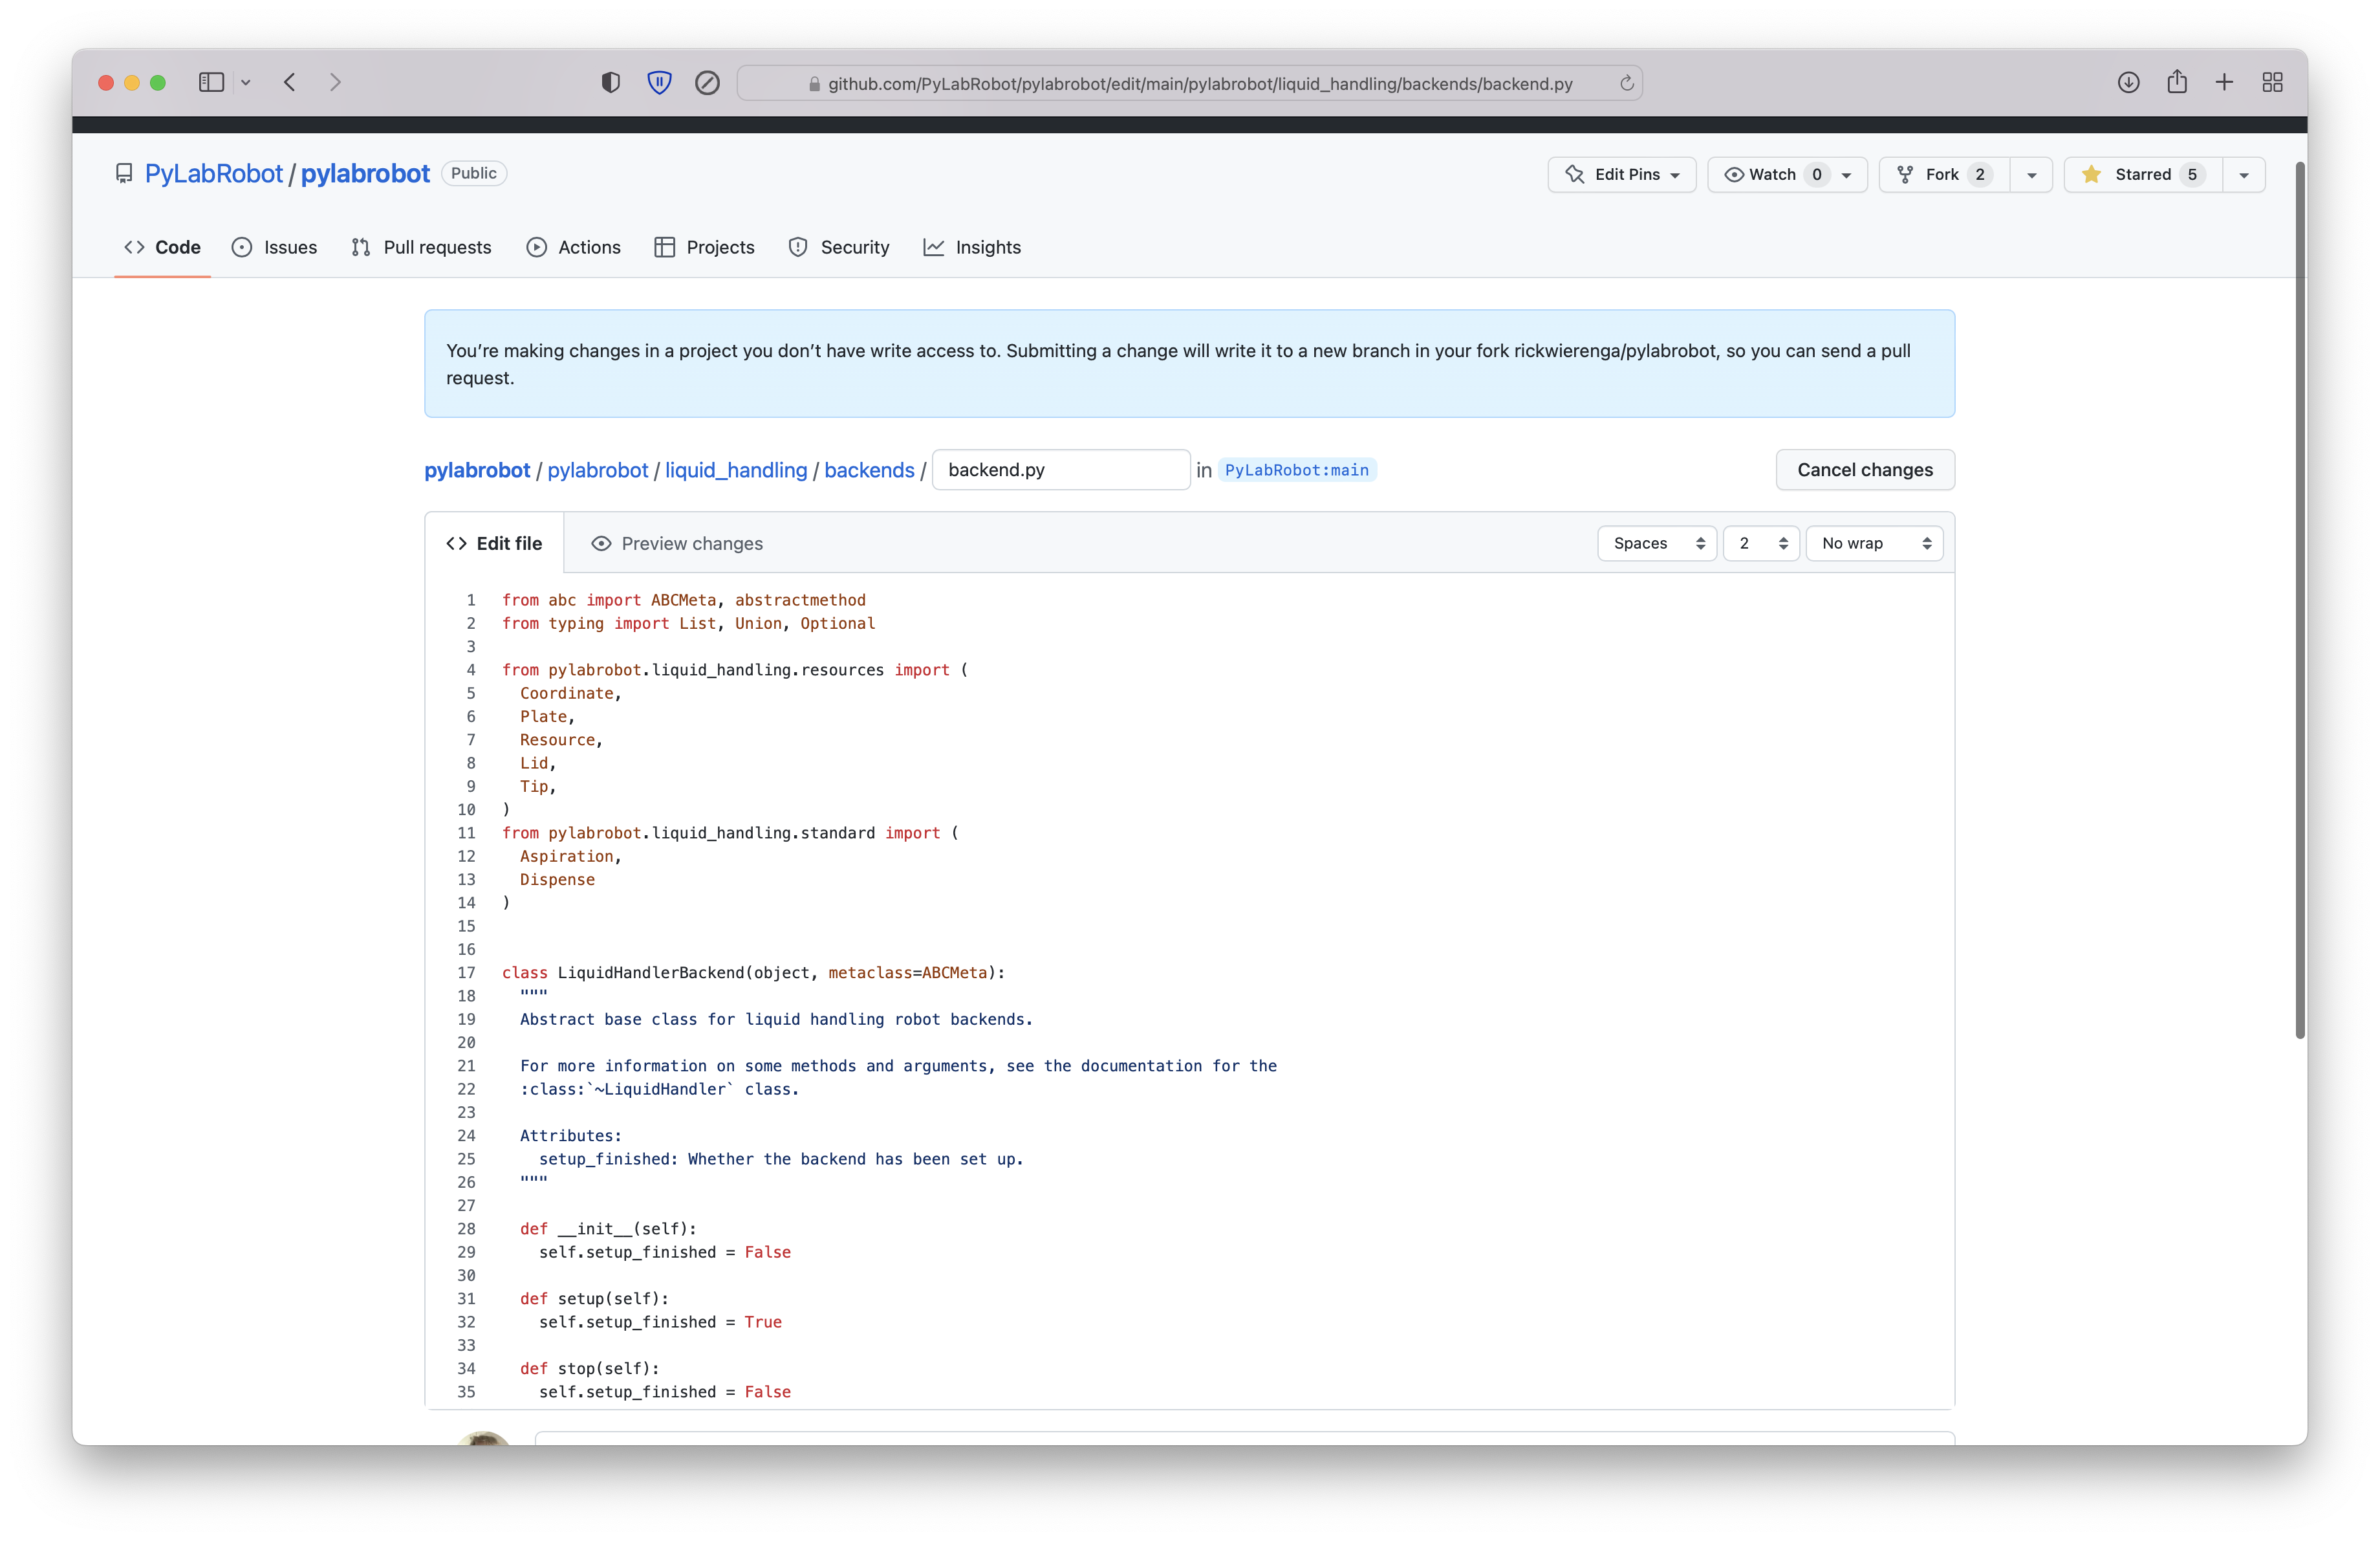 github.com/PyLabRobot/pylabrobot/edit/main/pylabrobot/liquid_handling/backends/backend.py
PyLabRobot / pylabrobot Public
Edit Pins Watch 0 Fork 2 Starred 5
Code Issues Pull requests Actions Projects Security Insights
You’re making changes in a project you don’t have write access to. Submitting a change will write it to a new branch in your fork rickwierenga/pylabrobot, so you can send a pull
request.
pylabrobot / pylabrobot / liquid_handling / backends / backend.py in PyLabRobot:main Cancel changes
Edit file Preview changes Spaces 2 No wrap
1 from abc import ABCMeta, abstractmethod
2 from typing import List, Union, Optional
3
4 from pylabrobot.liquid_handling.resources import (
5 Coordinate,
6 Plate,
7 Resource,
8 Lid,
9 Tip,
10 )
11 from pylabrobot.liquid_handling.standard import (
12 Aspiration,
13 Dispense
14 )
15
16
17 class LiquidHandlerBackend(object, metaclass=ABCMeta):
18 """
19 Abstract base class for liquid handling robot backends.
20
21 For more information on some methods and arguments, see the documentation for the
22 :class:`~LiquidHandler` class.
23
24 Attributes:
25 setup_finished: Whether the backend has been set up.
26 """
27
28 def __init__(self):
29 self.setup_finished = False
30
31 def setup(self):
32 self.setup_finished = True
33
34 def stop(self):
35 self.setup_finished = False